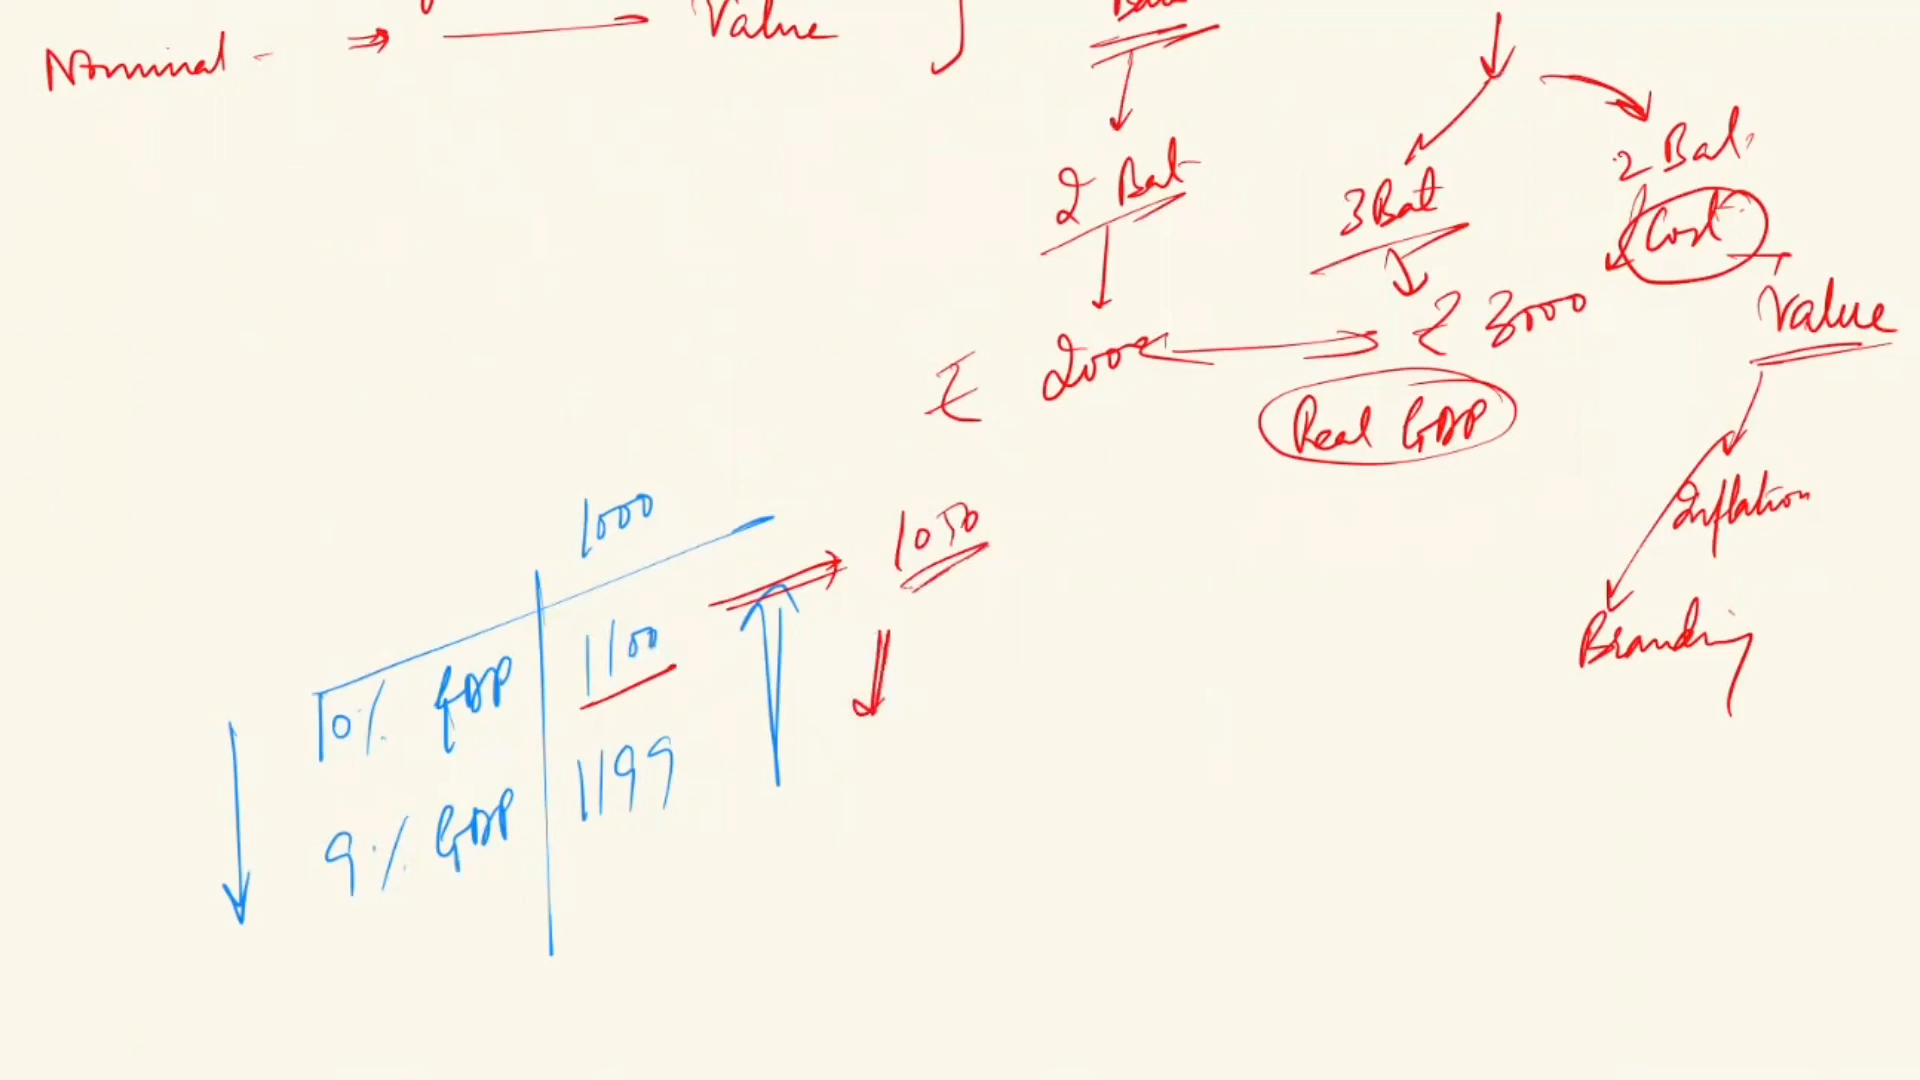 Nominal - ⇒ → Value
2 Bat
₹ 2000
3 Bat
₹ 3000
Real GDP
2 Bat
Cost
Value
Inflation
Branding
1000
10% GDP 1100 1050
9% GDP 1199